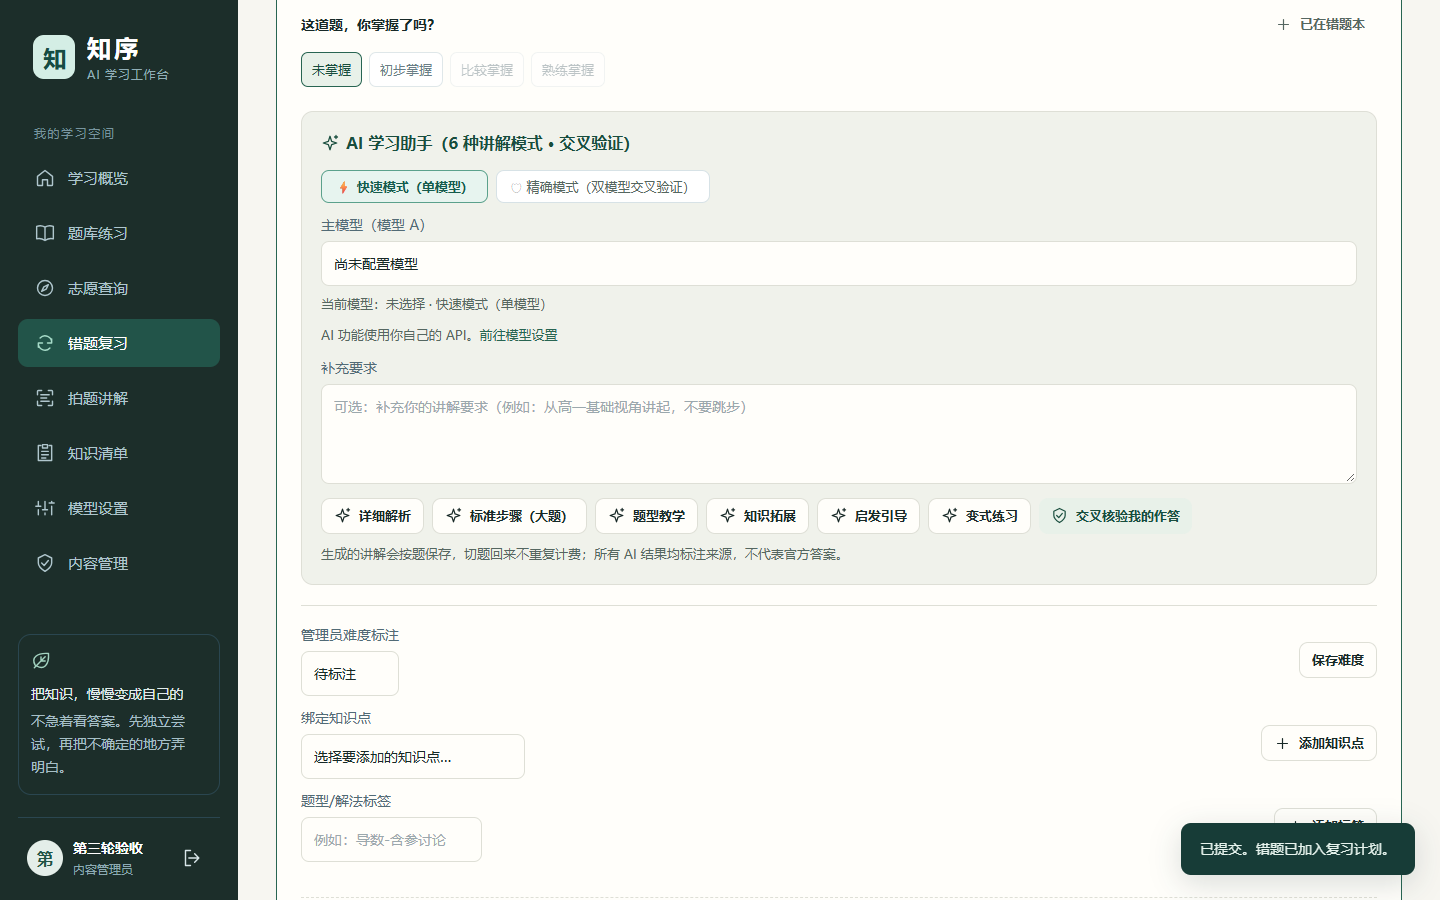 知
知序
AI 学习工作台
我的学习空间
学习概览
题库练习
志愿查询
错题复习
拍题讲解
知识清单
模型设置
内容管理
把知识，慢慢变成自己的
不急着看答案。先独立尝
试，再把不确定的地方弄
明白。
第
第三轮验收
内容管理员
这道题，你掌握了吗？
已在错题本
未掌握
初步掌握
比较掌握
熟练掌握
AI 学习助手（6 种讲解模式 • 交叉验证）
快速模式（单模型）
精确模式（双模型交叉验证）
主模型（模型 A）
尚未配置模型
当前模型：未选择 · 快速模式（单模型）
AI 功能使用你自己的 API。前往模型设置
补充要求
可选：补充你的讲解要求（例如：从高一基础视角讲起，不要跳步）
详细解析
标准步骤（大题）
题型教学
知识拓展
启发引导
变式练习
交叉核验我的作答
生成的讲解会按题保存，切题回来不重复计费；所有 AI 结果均标注来源，不代表官方答案。
管理员难度标注
待标注
保存难度
绑定知识点
选择要添加的知识点...
添加知识点
题型/解法标签
例如：导数-含参讨论
添加标签
已提交。错题已加入复习计划。